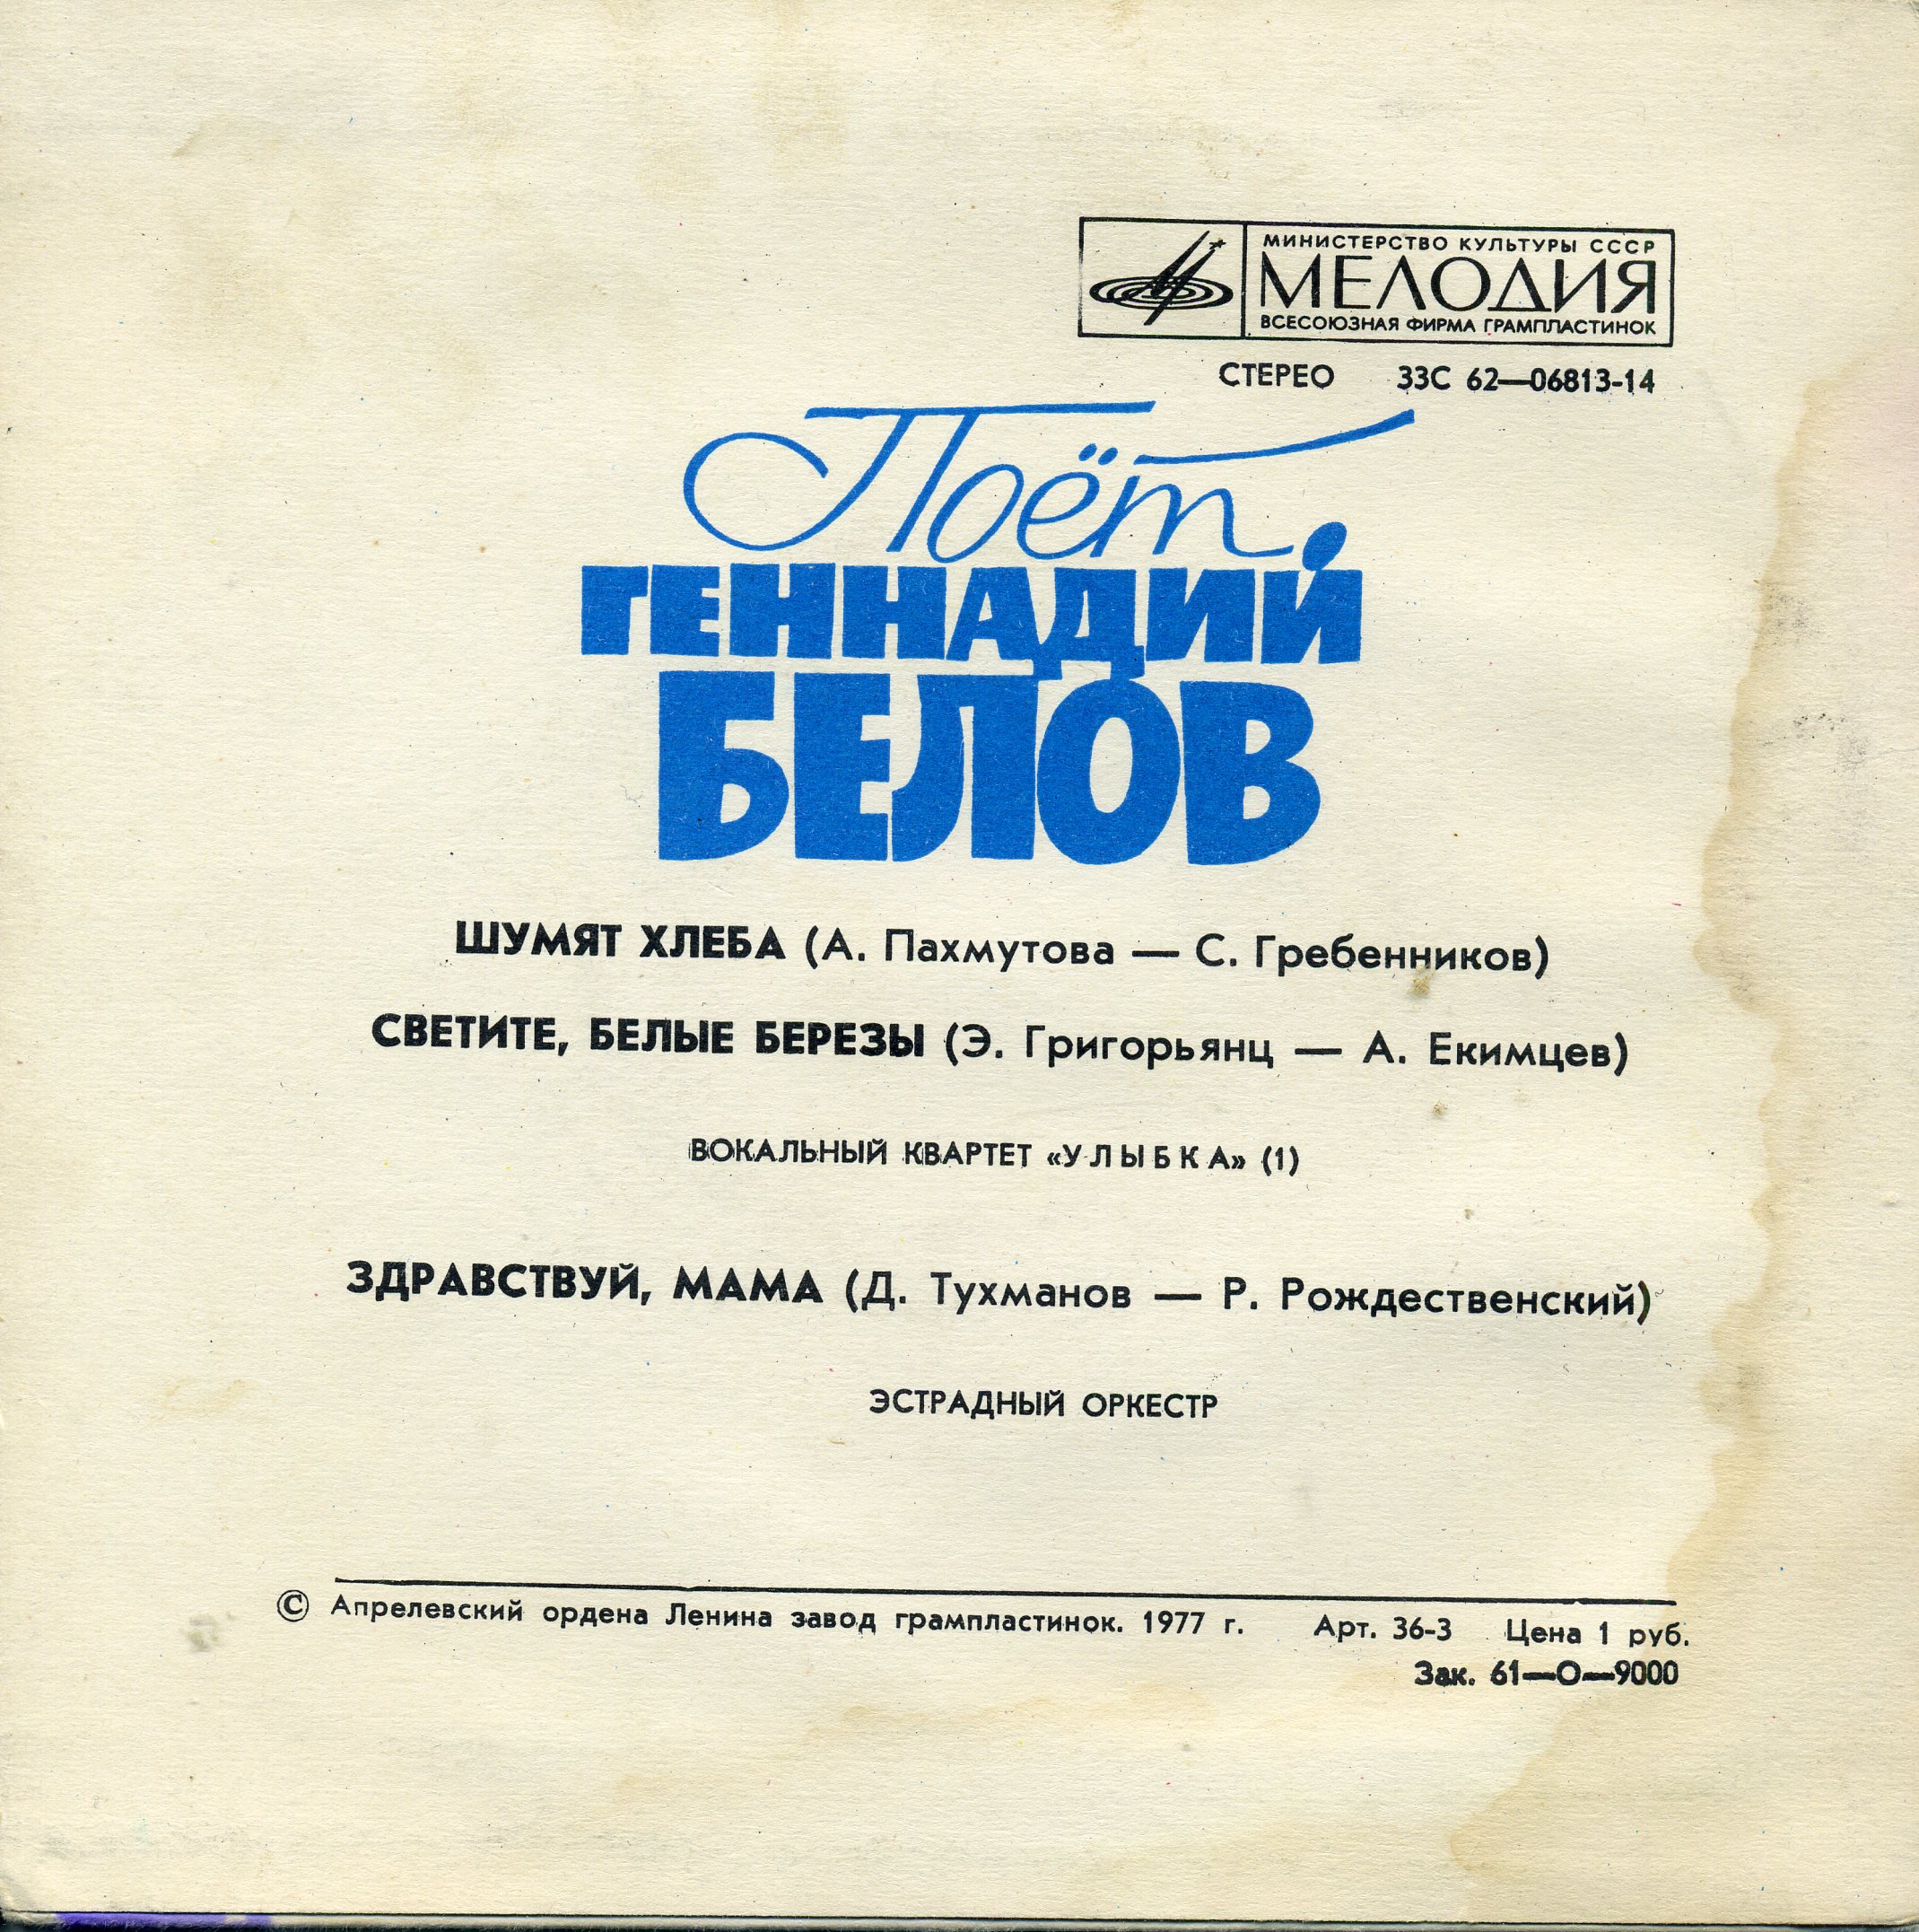 МИНИСТЕРСТВО КУЛЬТУРЫ СССР
МЕЛОДИЯ
ВСЕСОЮЗНАЯ ФИРМА ГРАМПЛАСТИНОК
СТЕРЕО 33С 62—06813-14
Поёт
ГЕННАДИЙ
БЕЛОВ
ШУМЯТ ХЛЕБА (А. Пахмутова — С. Гребенников)
СВЕТИТЕ, БЕЛЫЕ БЕРЕЗЫ (Э. Григорьянц — А. Екимцев)
ВОКАЛЬНЫЙ КВАРТЕТ «УЛЫБКА» (1)
ЗДРАВСТВУЙ, МАМА (Д. Тухманов — Р. Рождественский)
ЭСТРАДНЫЙ ОРКЕСТР
© Апрелевский ордена Ленина завод грампластинок. 1977 г. Арт. 36-3 Цена 1 руб.
Зак. 61—О—9000